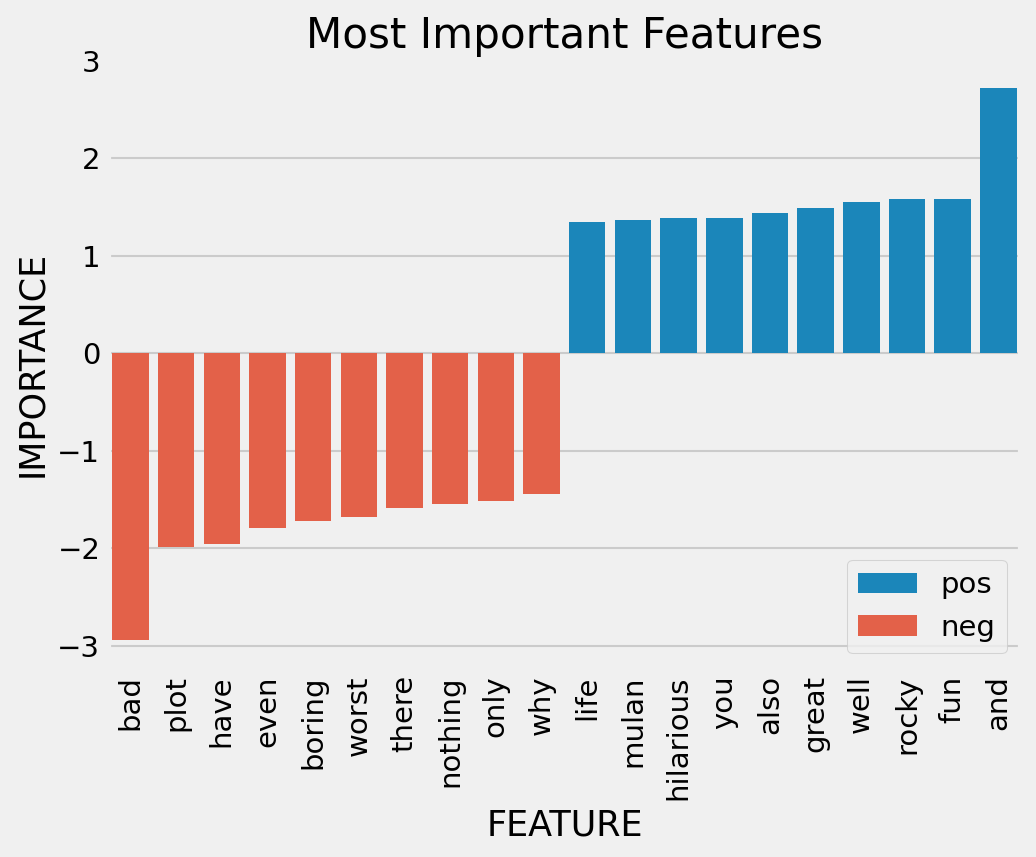 Most Important Features
3
2
1
0
−1
−2
−3
IMPORTANCE
pos
neg
bad
plot
have
even
boring
worst
there
nothing
only
why
life
mulan
hilarious
you
also
great
well
rocky
fun
and
FEATURE